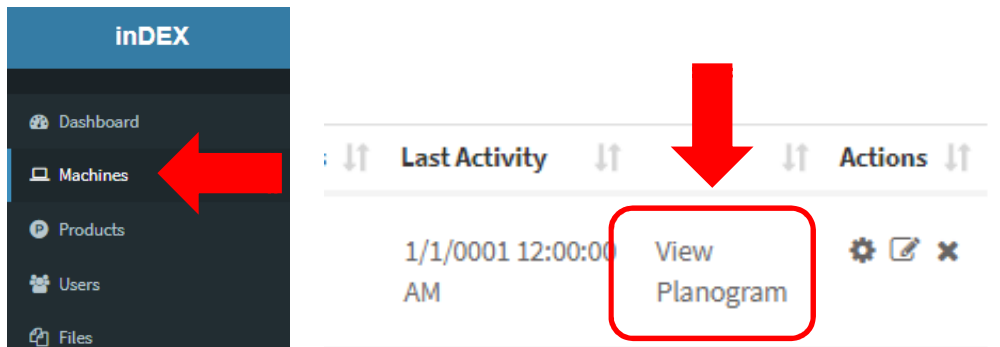 inDEX
Dashboard
Machines
Products
Users
Files
Last Activity Actions
1/1/0001 12:00:00 View
AM Planogram